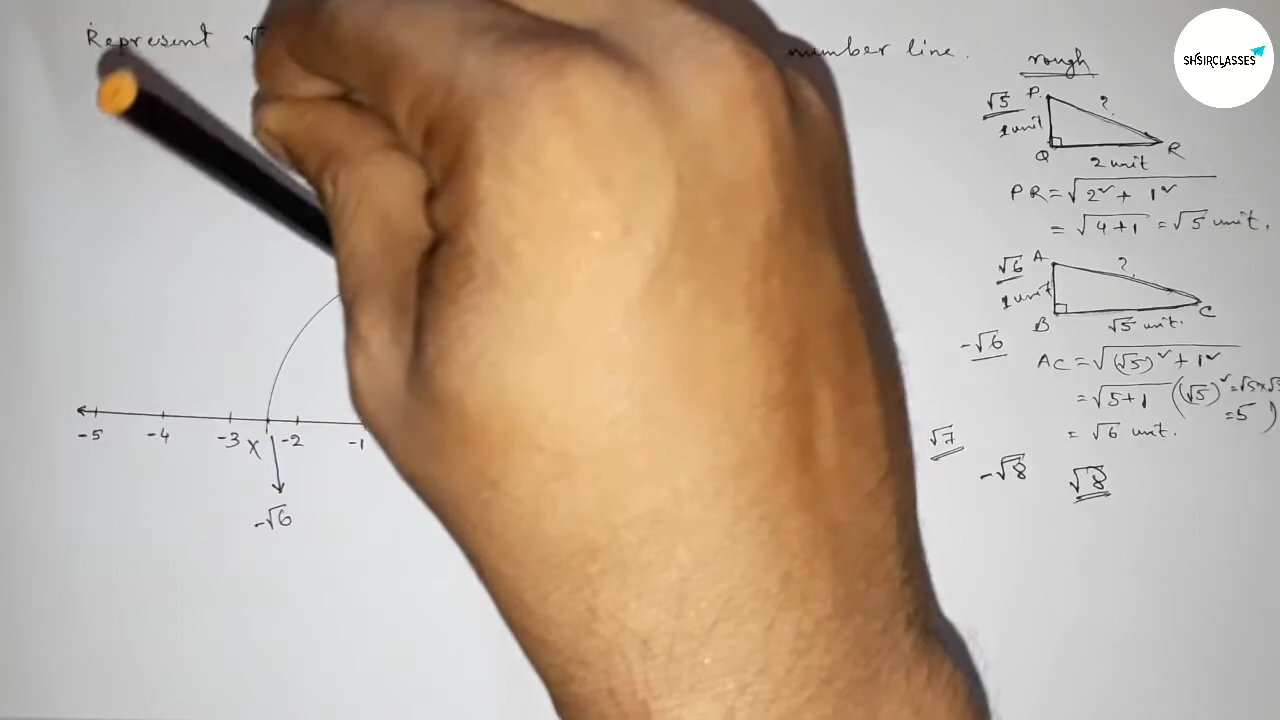 Represent √ number line.
SHSIRCLASSES
rough
√5 P ?
1 unit
Q 2 unit R
PR = √2² + 1²
= √4+1 = √5 unit.
√6 A ?
1 unit
B √5 unit. C
-√6
AC = √(√5)² + 1²
= √5+1 ((√5)² = √5×√5
= 5)
= √6 unit.
√7
-√8 √8
-5 -4 -3 X -2 -1
-√6